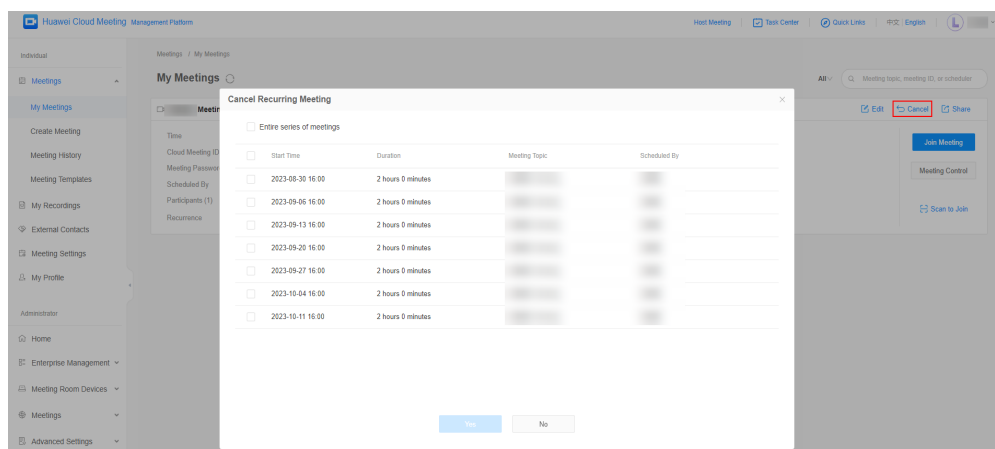 Huawei Cloud Meeting Management Platform
Host Meeting Task Center Quick Links 中文 English L
Individual
Meetings
My Meetings
Create Meeting
Meeting History
Meeting Templates
My Recordings
External Contacts
Meeting Settings
My Profile
Administrator
Home
Enterprise Management
Meeting Room Devices
Meetings
Advanced Settings
Meetings / My Meetings
My Meetings
All Meeting topic, meeting ID, or scheduler
Meetin
Edit Cancel Share
Time
Cloud Meeting ID
Meeting Passwor
Scheduled By
Participants (1)
Recurrence
Join Meeting
Meeting Control
Scan to Join
Cancel Recurring Meeting
Entire series of meetings
Start Time Duration Meeting Topic Scheduled By
2023-08-30 16:00 2 hours 0 minutes
2023-09-06 16:00 2 hours 0 minutes
2023-09-13 16:00 2 hours 0 minutes
2023-09-20 16:00 2 hours 0 minutes
2023-09-27 16:00 2 hours 0 minutes
2023-10-04 16:00 2 hours 0 minutes
2023-10-11 16:00 2 hours 0 minutes
Yes No